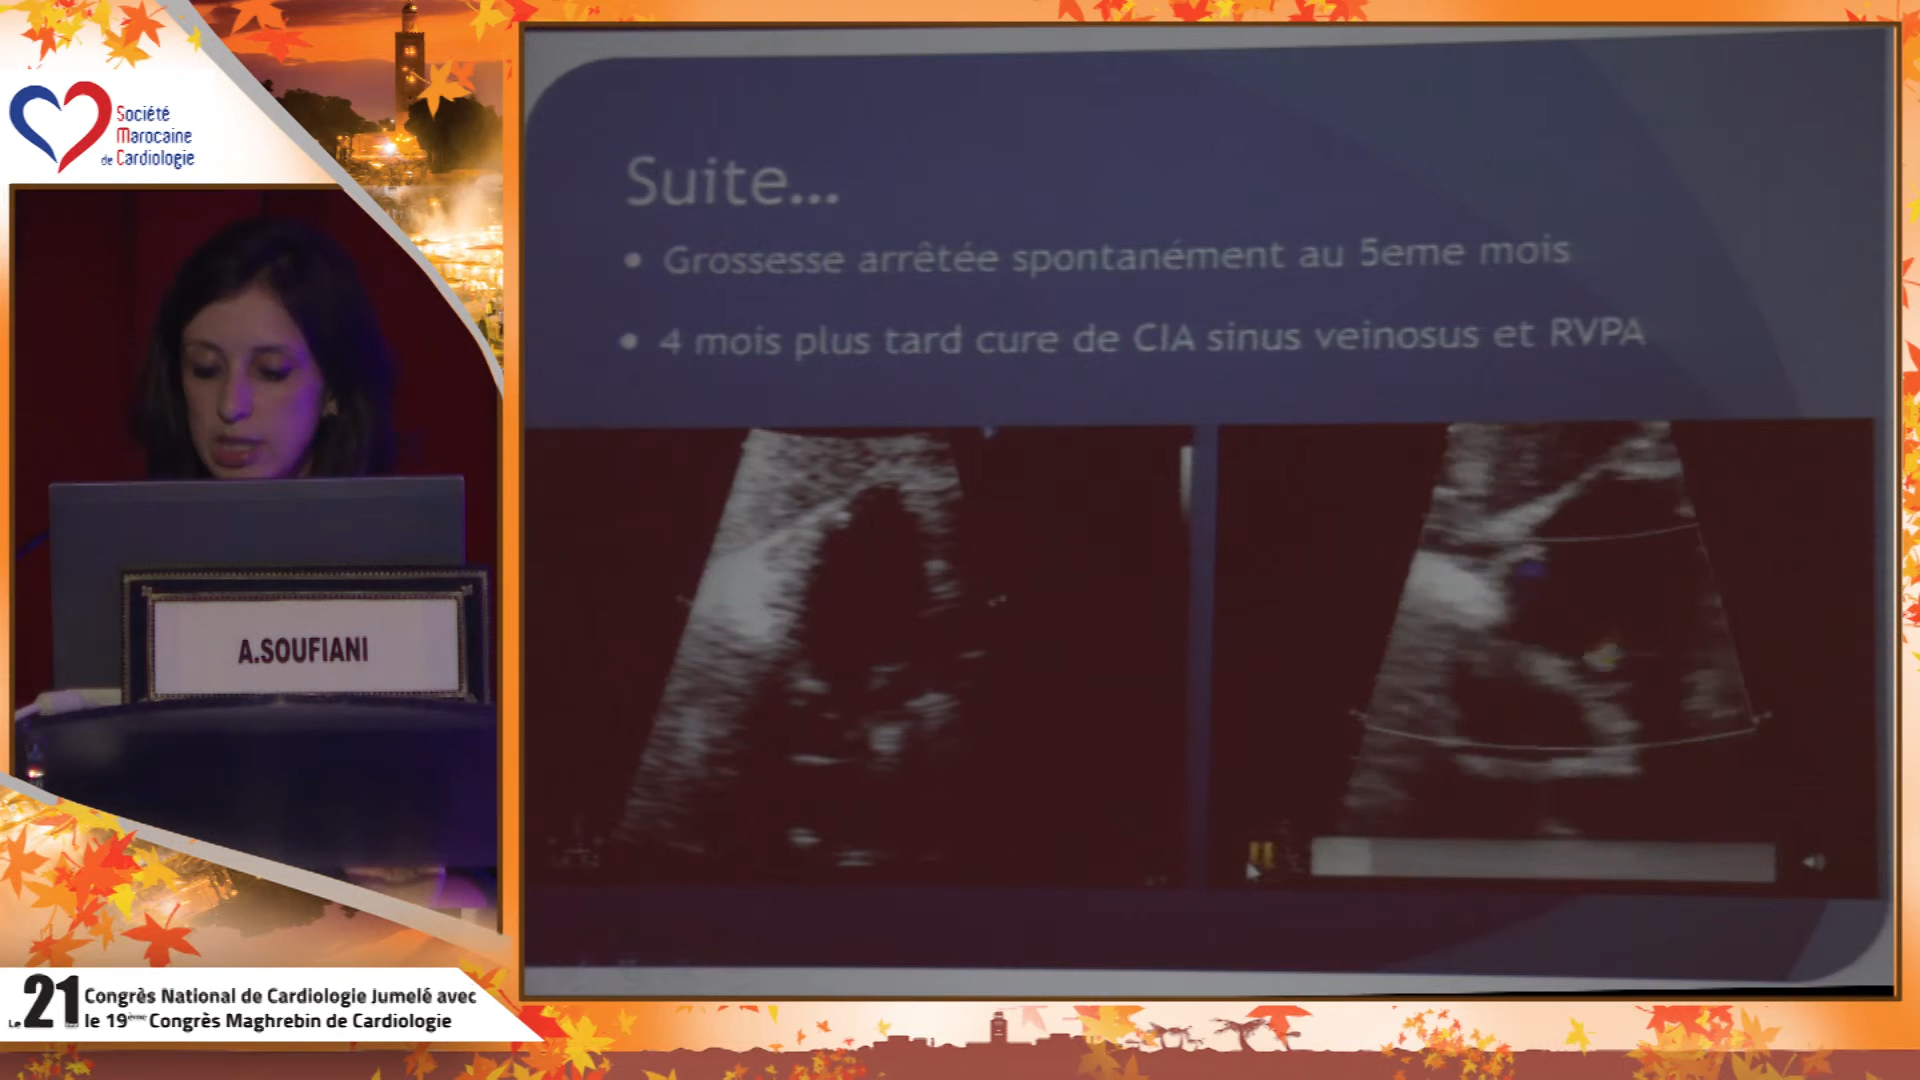 Société
Marocaine
de Cardiologie
A.SOUFIANI
Le 21 Congrès National de Cardiologie Jumelé avec
le 19ème Congrès Maghrebin de Cardiologie
Suite...
• Grossesse arrêtée spontanément au 5eme mois
• 4 mois plus tard cure de CIA sinus veinosus et RVPA